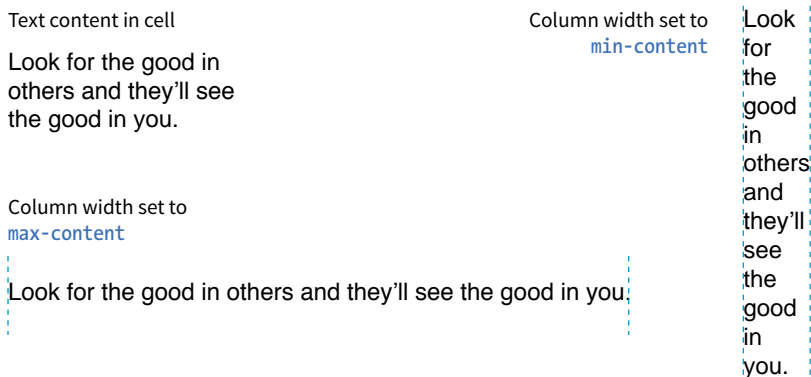 Text content in cell
Look for the good in
others and they’ll see
the good in you.
Column width set to
max-content
Look for the good in others and they’ll see the good in you.
Column width set to
min-content
Look
for
the
good
in
others
and
they’ll
see
the
good
in
you.